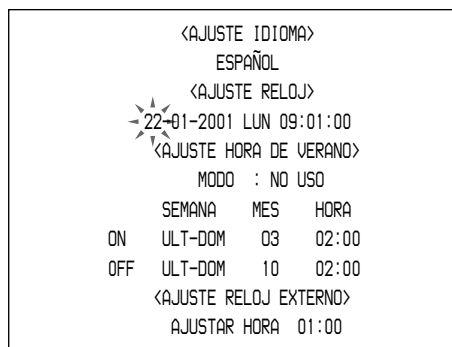 <AJUSTE IDIOMA>
ESPAÑOL
<AJUSTE RELOJ>
22-01-2001 LUN 09:01:00
<AJUSTE HORA DE VERANO>
MODO : NO USO
SEMANA MES HORA
ON ULT-DOM 03 02:00
OFF ULT-DOM 10 02:00
<AJUSTE RELOJ EXTERNO>
AJUSTAR HORA 01:00